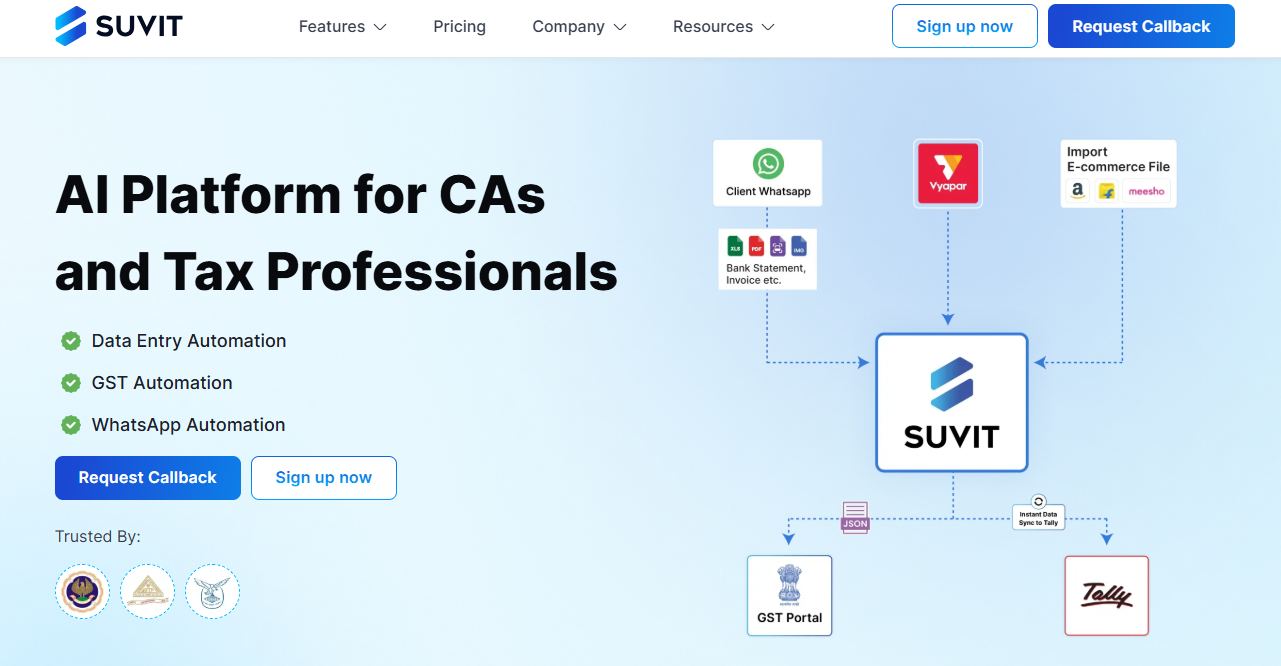 SUVIT
Features
Pricing
Company
Resources
Sign up now
Request Callback
AI Platform for CAs
and Tax Professionals
Data Entry Automation
GST Automation
WhatsApp Automation
Request Callback
Sign up now
Trusted By:
Client Whatsapp
XLS
PDF
IMG
Bank Statement,
Invoice etc.
Vyapar
Import
E-commerce File
a
meesho
SUVIT
JSON
Instant Data
Sync to Tally
GST Portal
Tally